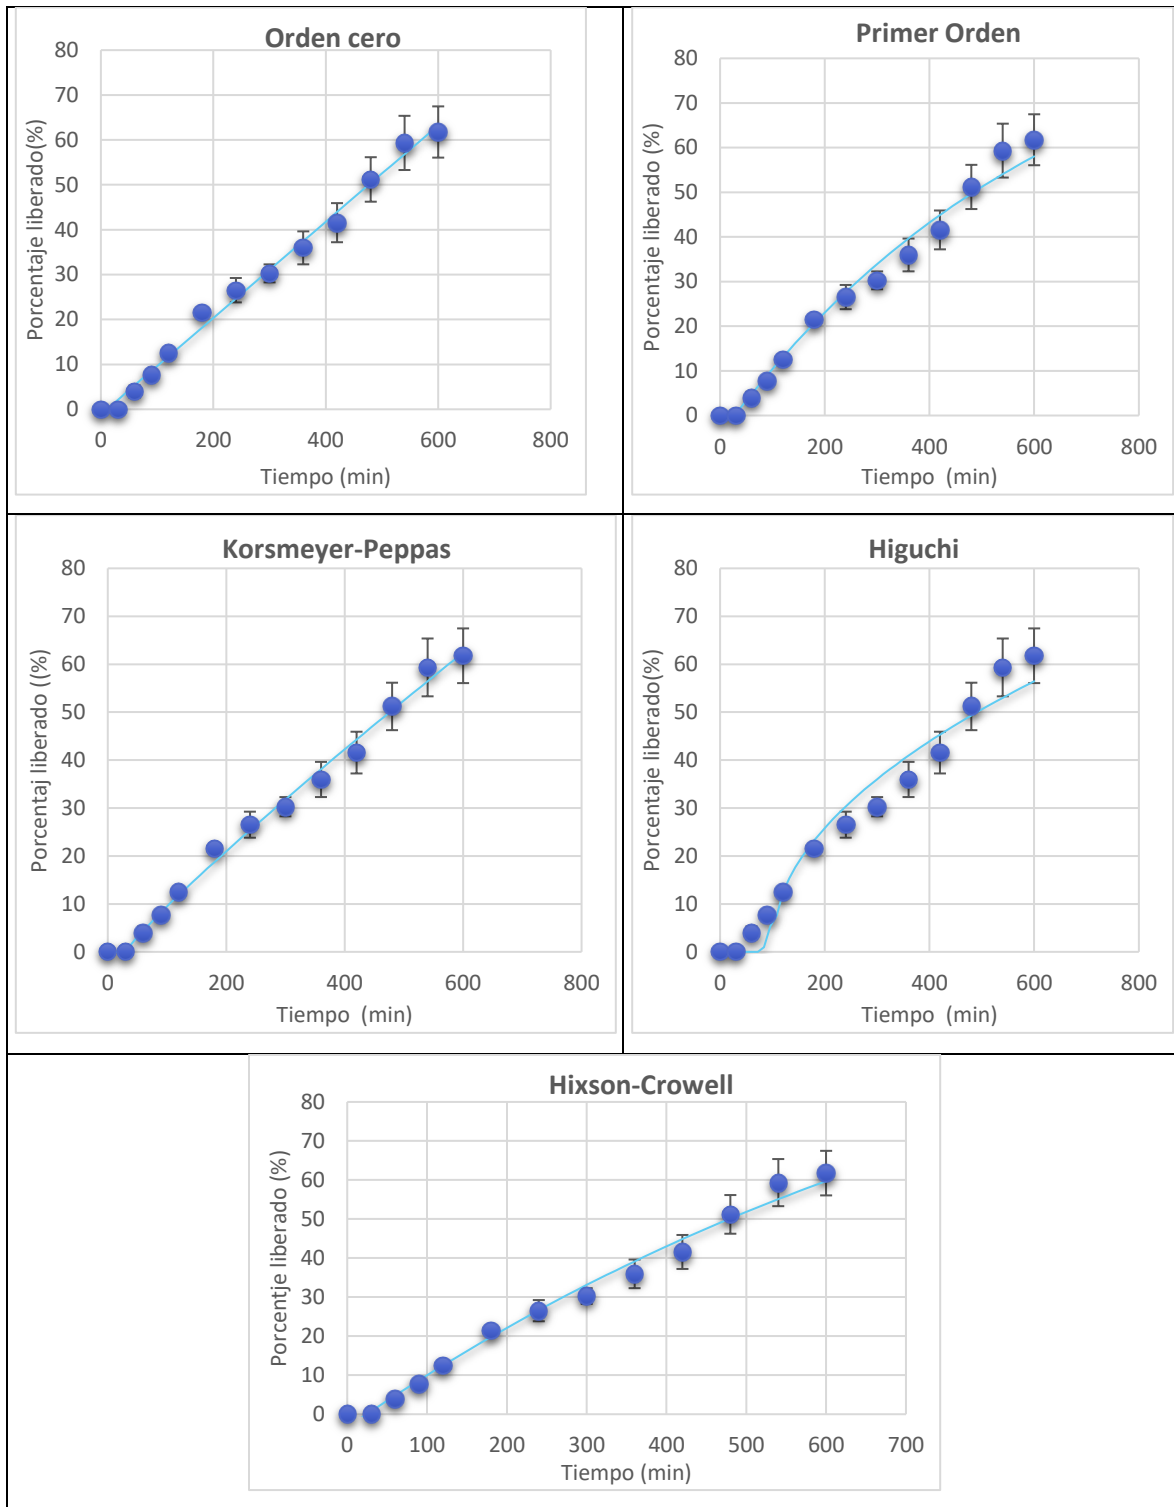 Orden cero
Porcentaje liberado(%)
80
70
60
50
40
30
20
10
0
0 200 400 600 800
Tiempo (min)
Primer Orden
Porcentaje liberado (%)
80
70
60
50
40
30
20
10
0
0 200 400 600 800
Tiempo (min)
Korsmeyer-Peppas
Porcentaj liberado ((%)
80
70
60
50
40
30
20
10
0
0 200 400 600 800
Tiempo (min)
Higuchi
Porcentaje liberado(%)
80
70
60
50
40
30
20
10
0
0 200 400 600 800
Tiempo (min)
Hixson-Crowell
Porcentje liberado (%)
80
70
60
50
40
30
20
10
0
0 100 200 300 400 500 600 700
Tiempo (min)